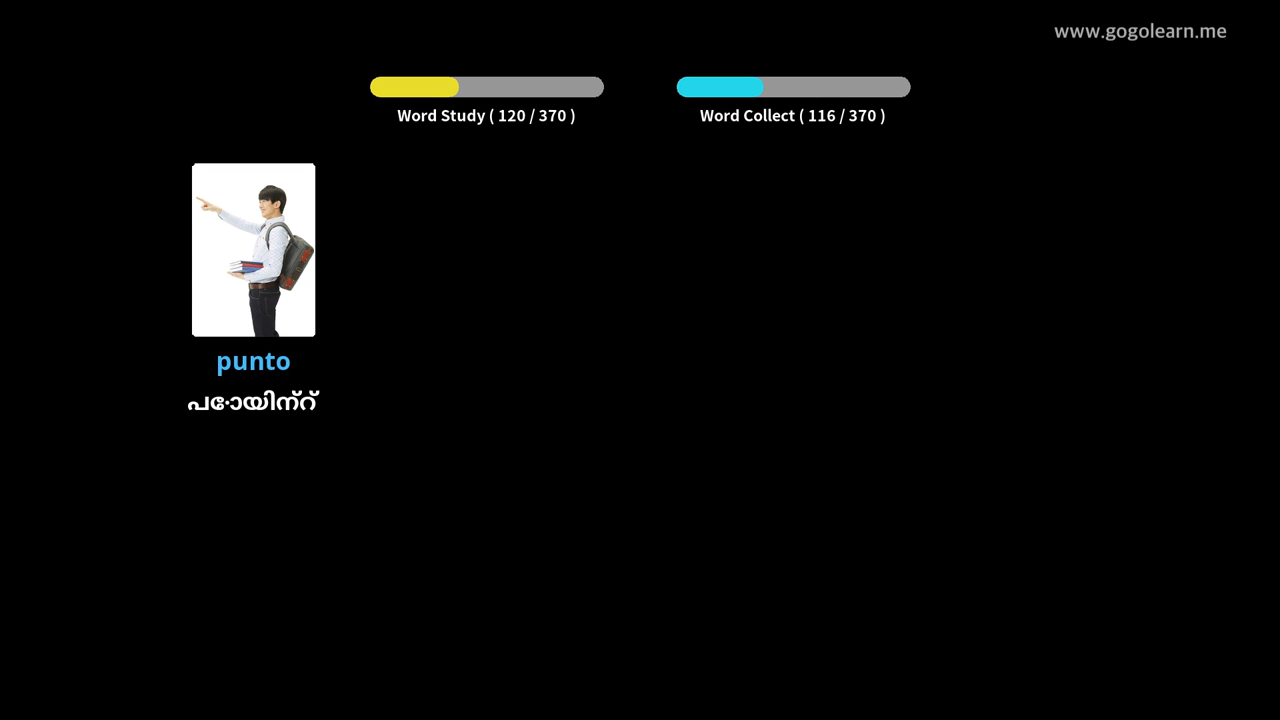 www.gogolearn.me
Word Study ( 120 / 370 )
Word Collect ( 116 / 370 )
punto
പോയിന്റ്